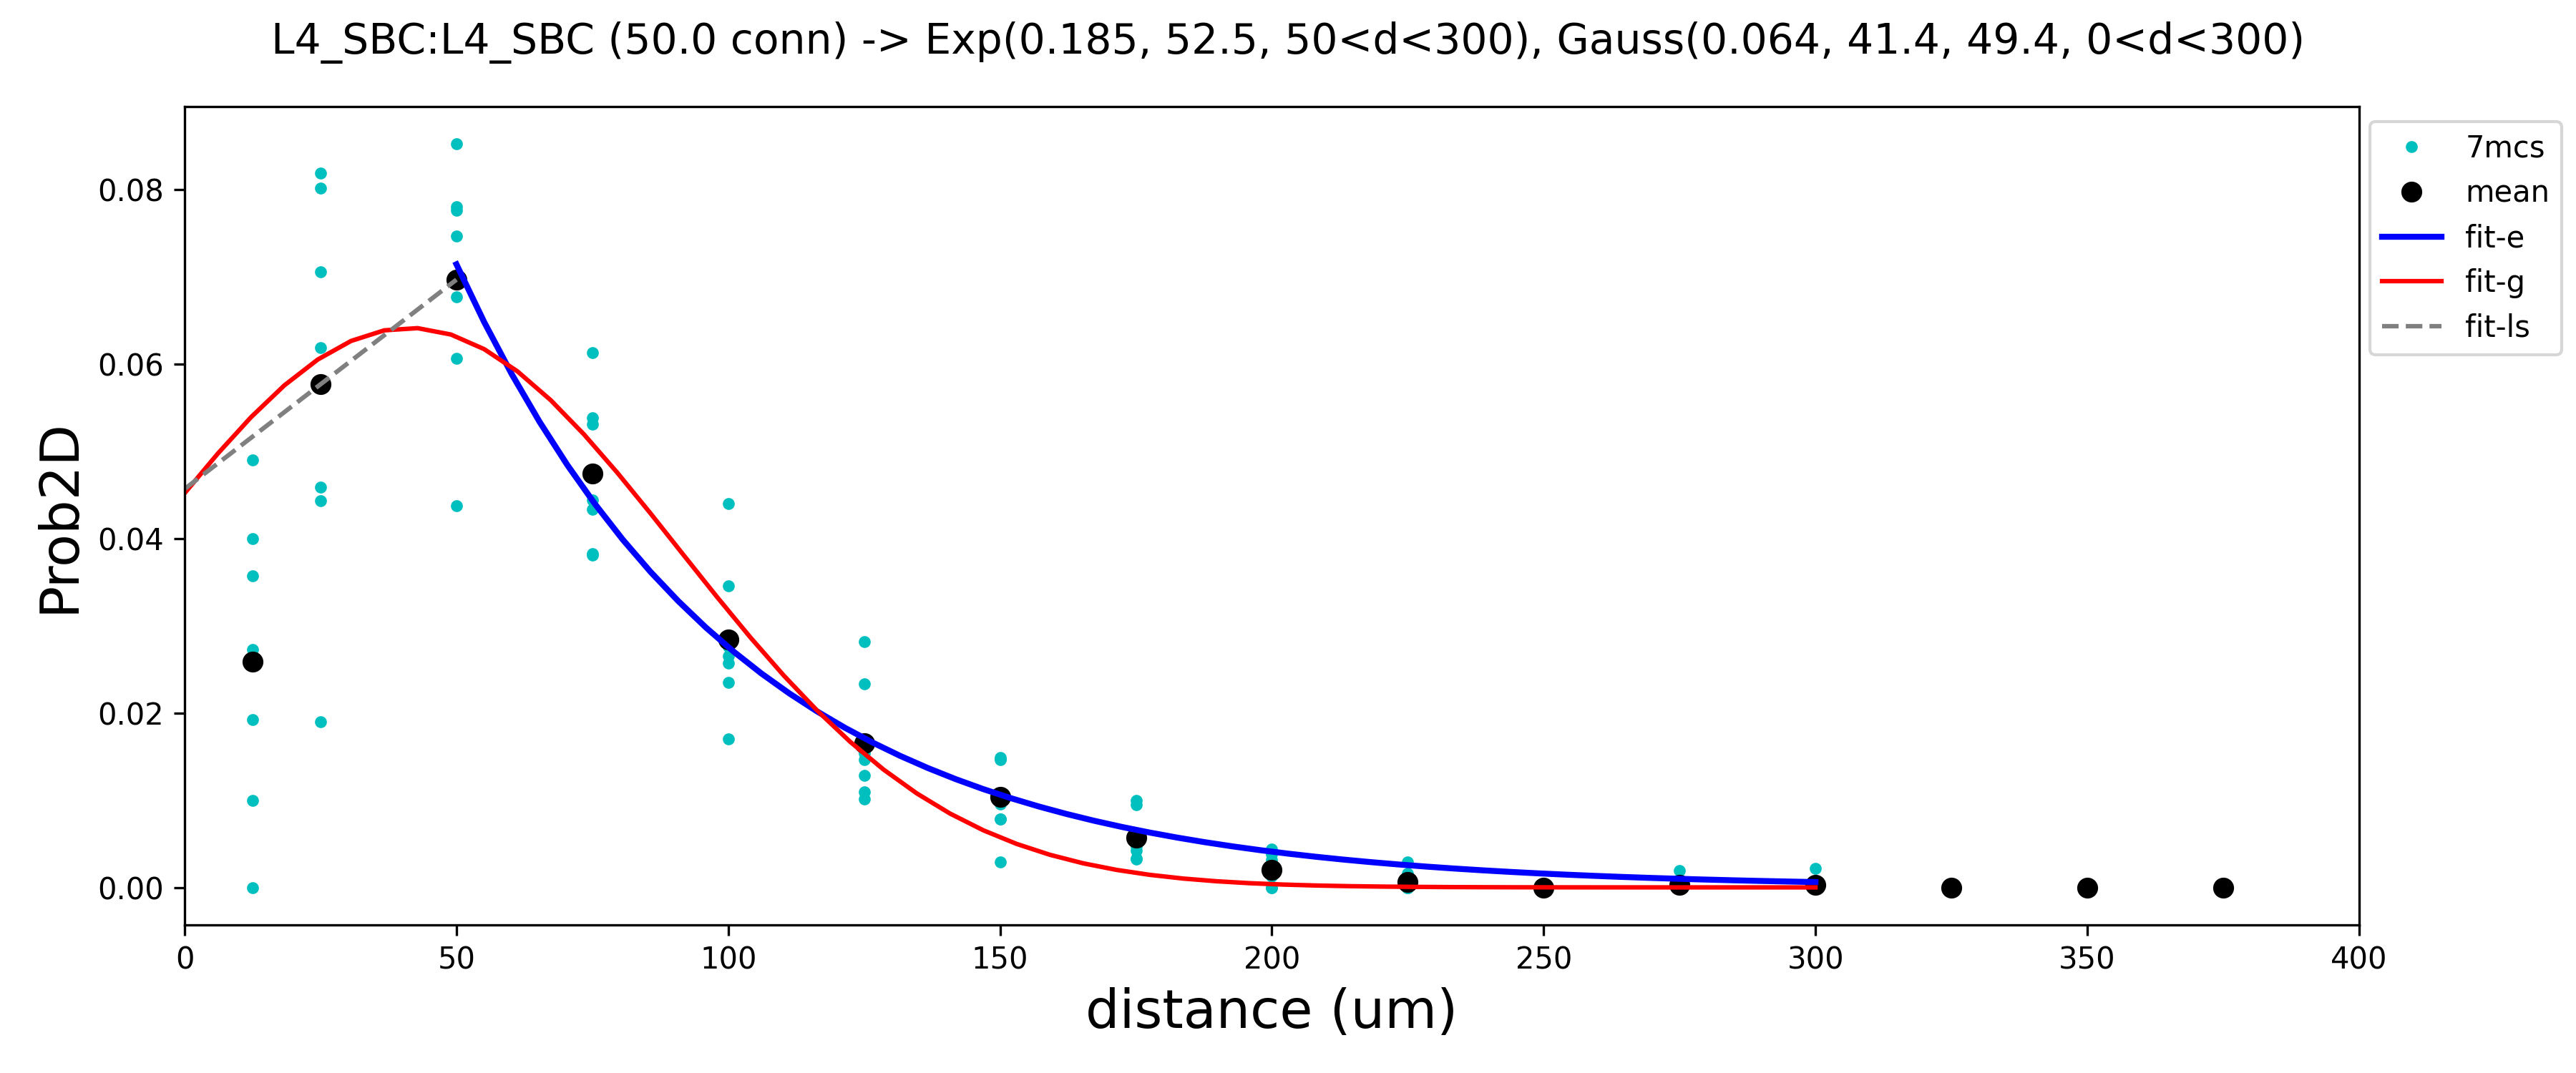 L4_SBC:L4_SBC (50.0 conn) -> Exp(0.185, 52.5, 50<d<300), Gauss(0.064, 41.4, 49.4, 0<d<300)
7mcs
mean
fit-e
fit-g
fit-ls
Prob2D
0.08
0.06
0.04
0.02
0.00
0 50 100 150 200 250 300 350 400
distance (um)